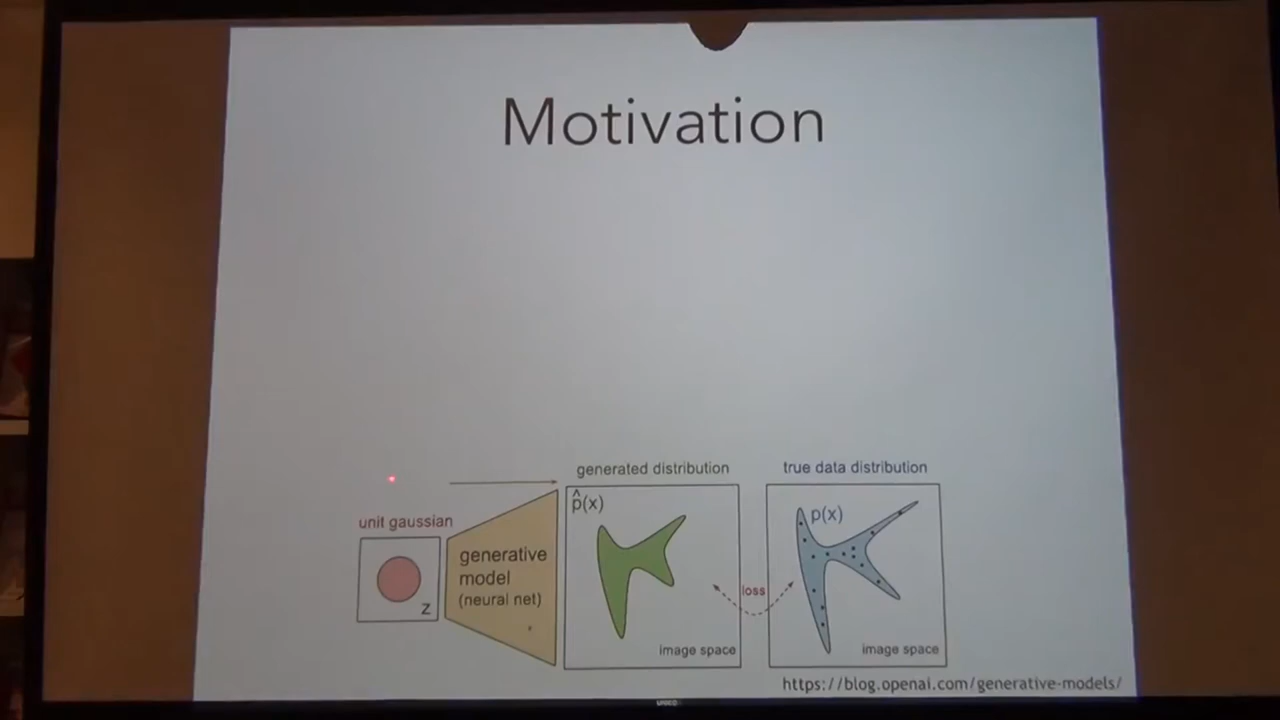 Motivation
generated distribution
true data distribution
p̂(x)
p(x)
unit gaussian
generative
model
(neural net)
z
loss
image space
image space
https://blog.openai.com/generative-models/